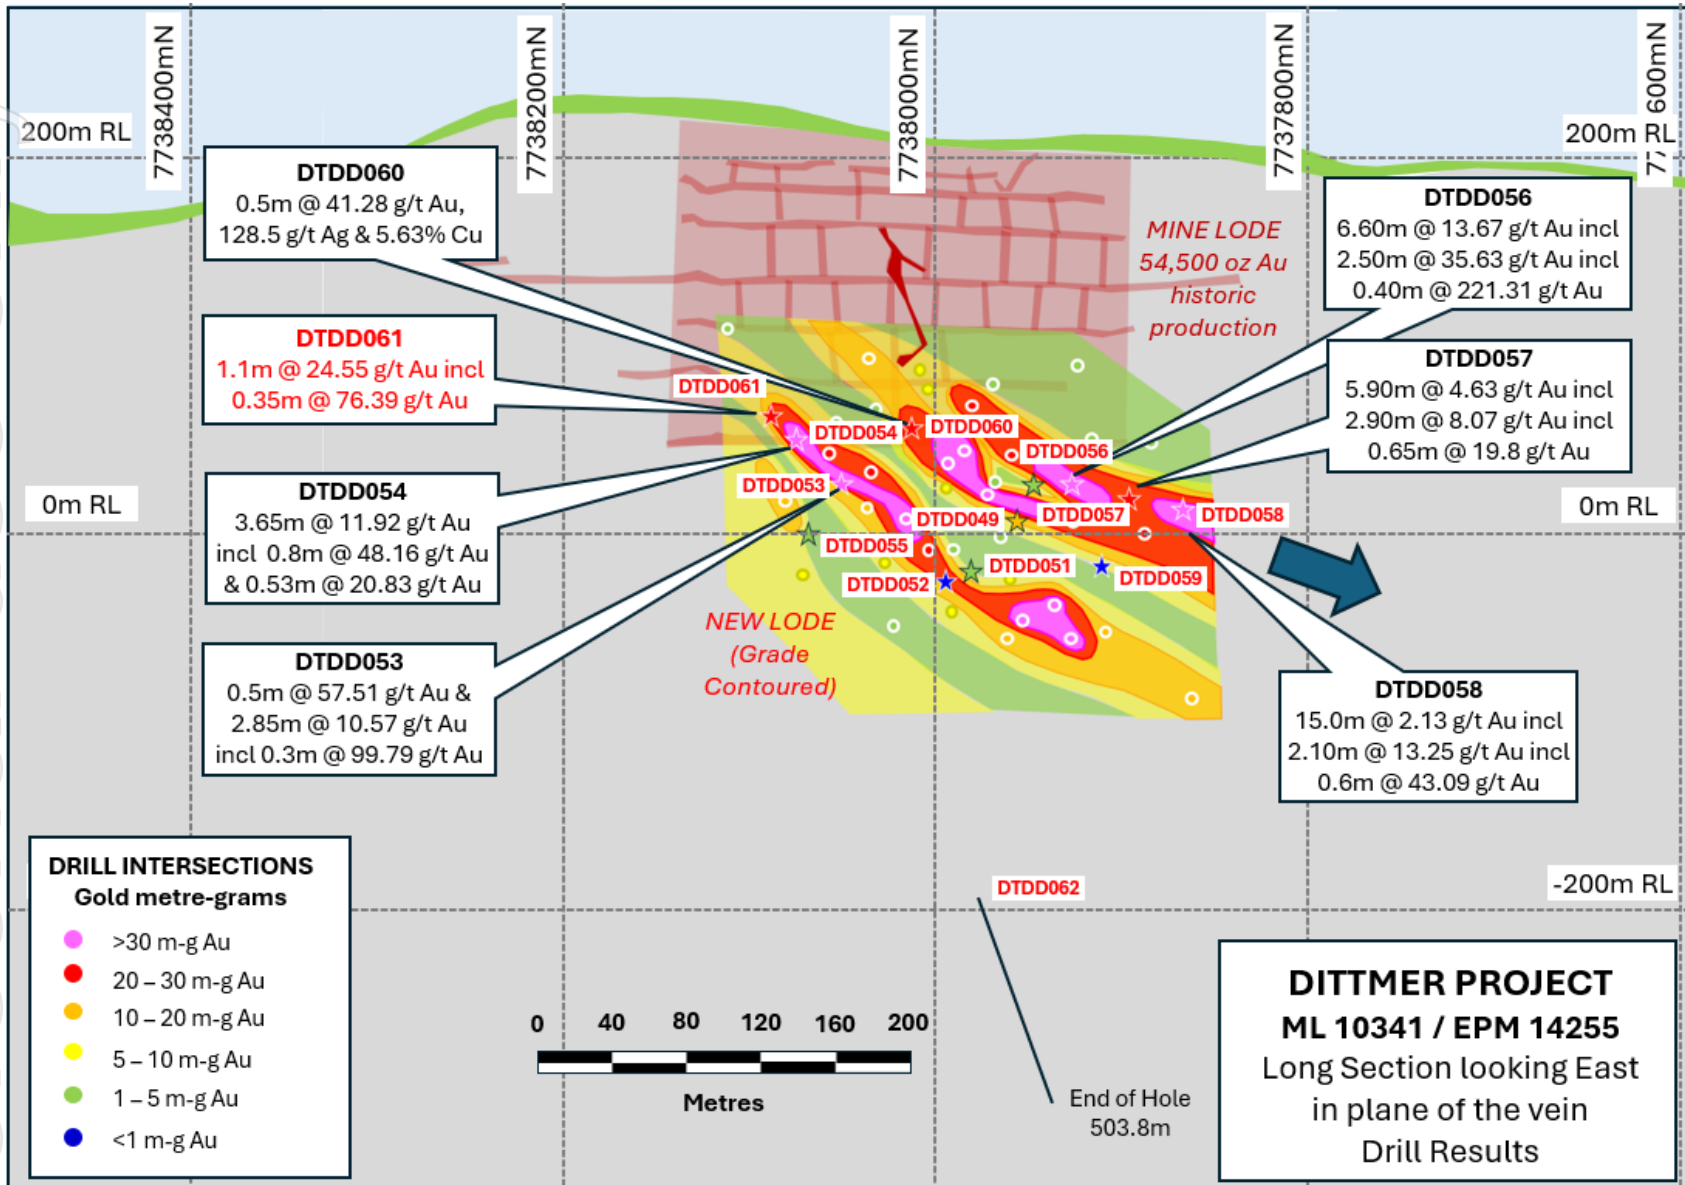 7738400mN
7738200mN
7738000mN
7737800mN
77 600mN
200m RL
200m RL
DTDD060
0.5m @ 41.28 g/t Au,
128.5 g/t Ag & 5.63% Cu
DTDD056
6.60m @ 13.67 g/t Au incl
2.50m @ 35.63 g/t Au incl
0.40m @ 221.31 g/t Au
MINE LODE
54,500 oz Au
historic
production
DTDD061
1.1m @ 24.55 g/t Au incl
0.35m @ 76.39 g/t Au
DTDD057
5.90m @ 4.63 g/t Au incl
2.90m @ 8.07 g/t Au incl
0.65m @ 19.8 g/t Au
DTDD061
DTDD054
DTDD060
DTDD056
DTDD053
DTDD049
DTDD057
DTDD058
DTDD055
DTDD051
DTDD052
DTDD059
0m RL
0m RL
DTDD054
3.65m @ 11.92 g/t Au
incl 0.8m @ 48.16 g/t Au
& 0.53m @ 20.83 g/t Au
NEW LODE
(Grade
Contoured)
DTDD053
0.5m @ 57.51 g/t Au &
2.85m @ 10.57 g/t Au
incl 0.3m @ 99.79 g/t Au
DTDD058
15.0m @ 2.13 g/t Au incl
2.10m @ 13.25 g/t Au incl
0.6m @ 43.09 g/t Au
-200m RL
DTDD062
End of Hole
503.8m
DRILL INTERSECTIONS
Gold metre-grams
>30 m-g Au
20 – 30 m-g Au
10 – 20 m-g Au
5 – 10 m-g Au
1 – 5 m-g Au
<1 m-g Au
0 40 80 120 160 200
Metres
DITTMER PROJECT
ML 10341 / EPM 14255
Long Section looking East
in plane of the vein
Drill Results